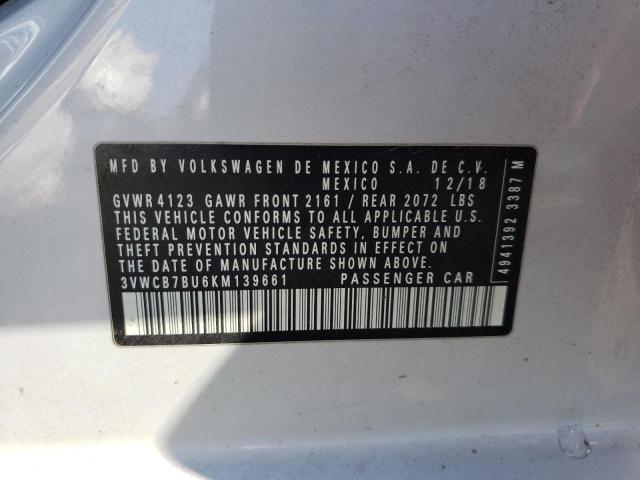 MFD BY VOLKSWAGEN DE MEXICO S.A. DE C.V.
MEXICO 12/18
GVWR 4123 GAWR FRONT 2161 / REAR 2072 LBS
THIS VEHICLE CONFORMS TO ALL APPLICABLE U.S.
FEDERAL MOTOR VEHICLE SAFETY, BUMPER AND
THEFT PREVENTION STANDARDS IN EFFECT ON
DATE OF MANUFACTURE SHOWN ABOVE.
3VWCB7BU6KM139661 PASSENGER CAR
4941392 3387 M